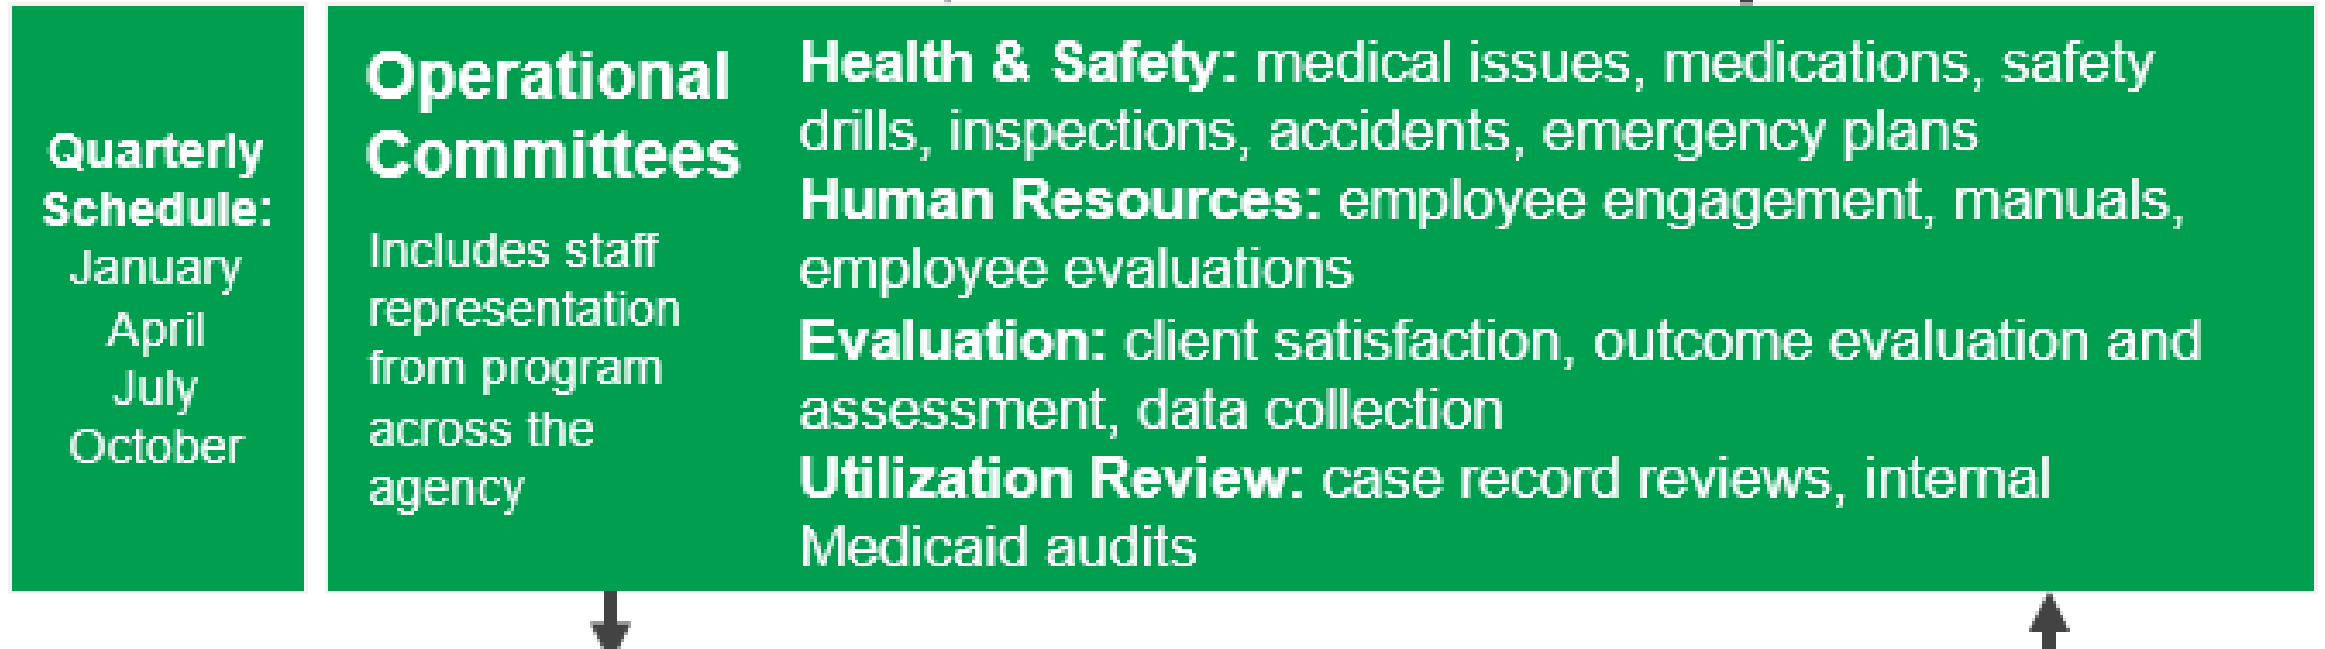 Quarterly
Schedule:
January
April
July
October
Operational
Committees
Includes staff
representation
from program
across the
agency
Health & Safety: medical issues, medications, safety
drills, inspections, accidents, emergency plans
Human Resources: employee engagement, manuals,
employee evaluations
Evaluation: client satisfaction, outcome evaluation and
assessment, data collection
Utilization Review: case record reviews, internal
Medicaid audits